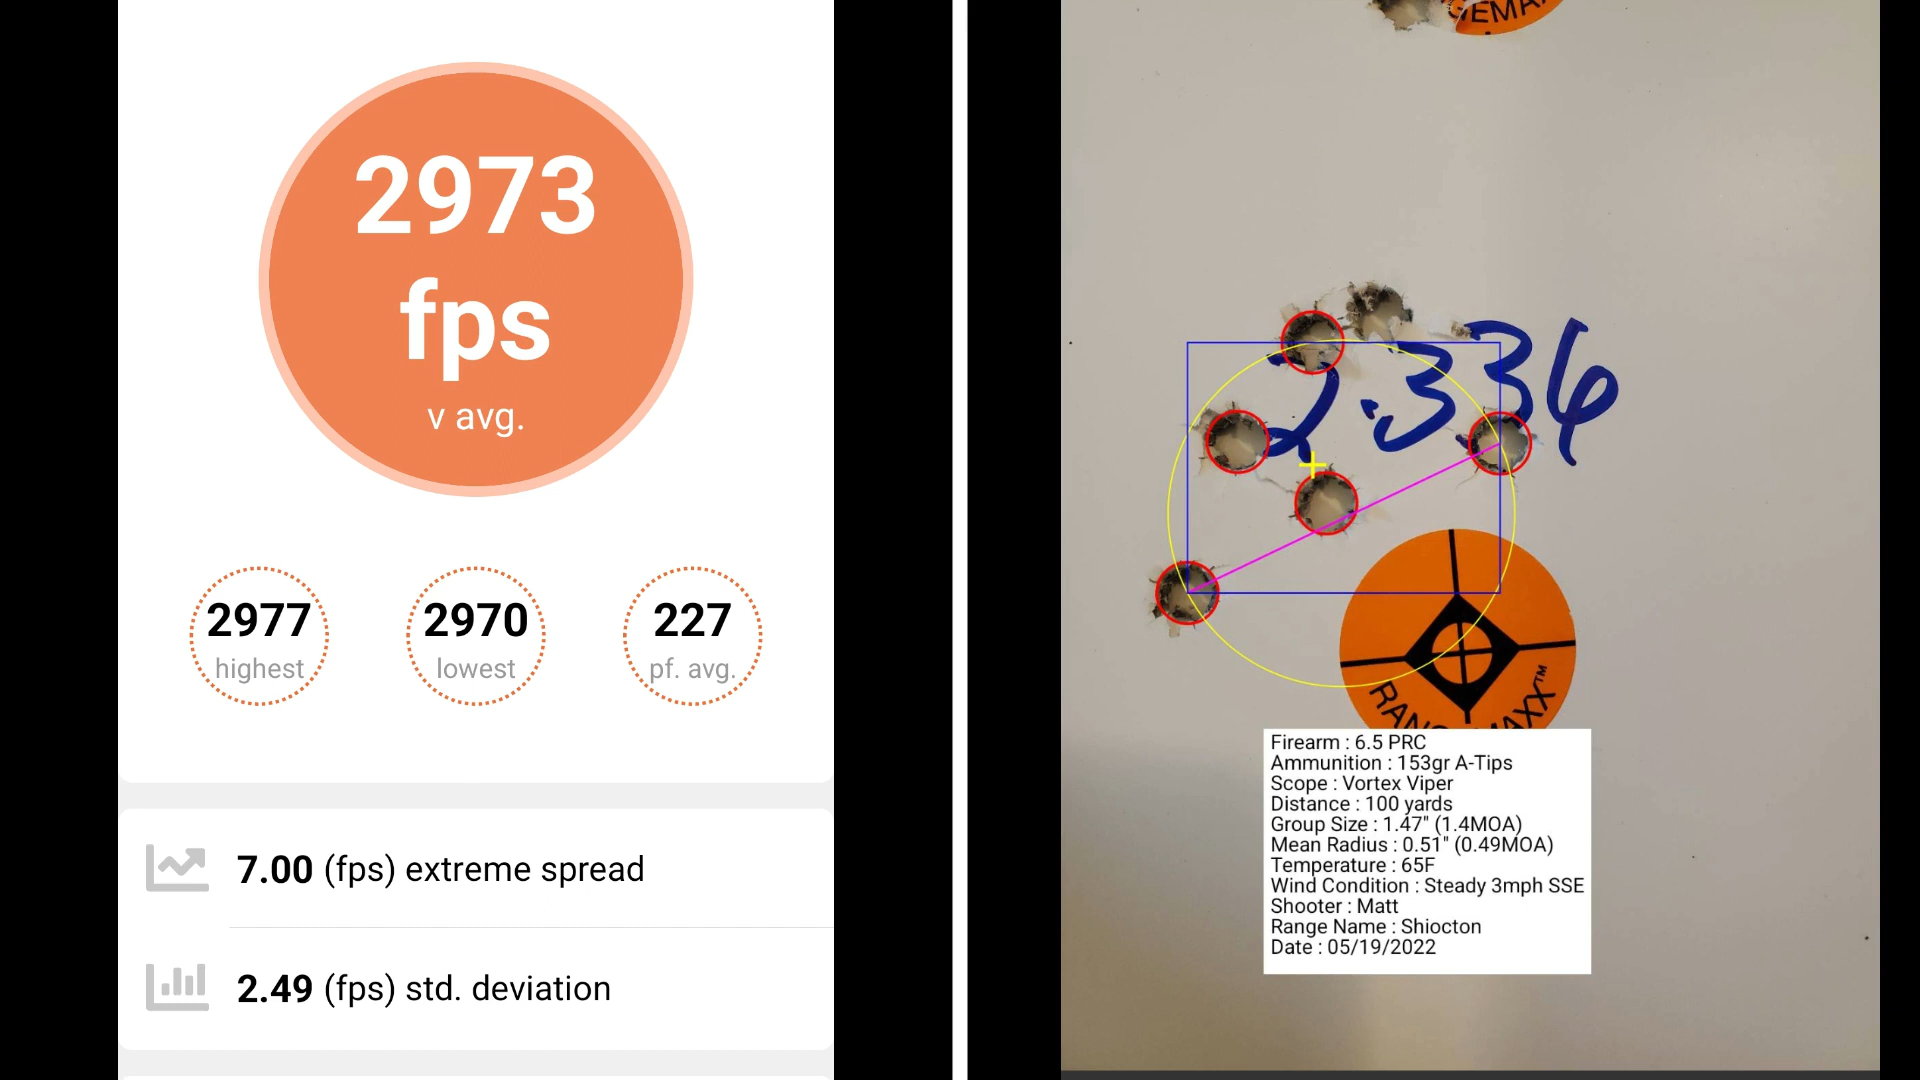 2973
fps
v avg.
2977
highest
2970
lowest
227
pf. avg.
7.00 (fps) extreme spread
2.49 (fps) std. deviation
GEMA
2.336
RANG MAXX™
Firearm : 6.5 PRC
Ammunition : 153gr A-Tips
Scope : Vortex Viper
Distance : 100 yards
Group Size : 1.47" (1.4MOA)
Mean Radius : 0.51" (0.49MOA)
Temperature : 65F
Wind Condition : Steady 3mph SSE
Shooter : Matt
Range Name : Shiocton
Date : 05/19/2022